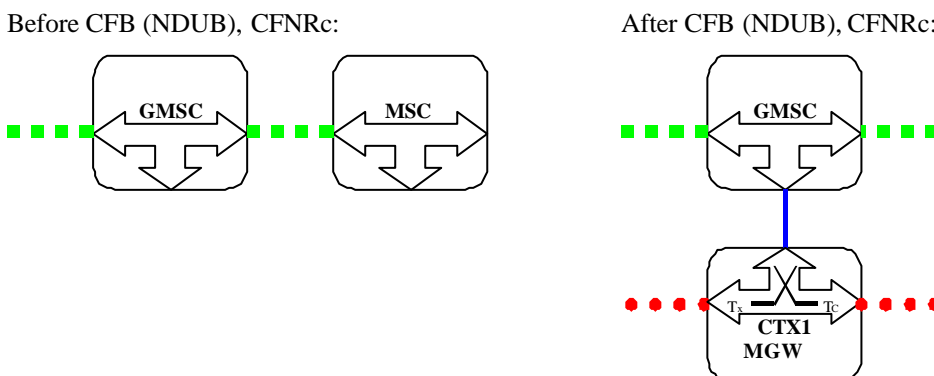 Before CFB (NDUB), CFNRc:
After CFB (NDUB), CFNRc:
GMSC
MSC
GMSC
Tx
Tc
CTX1
MGW